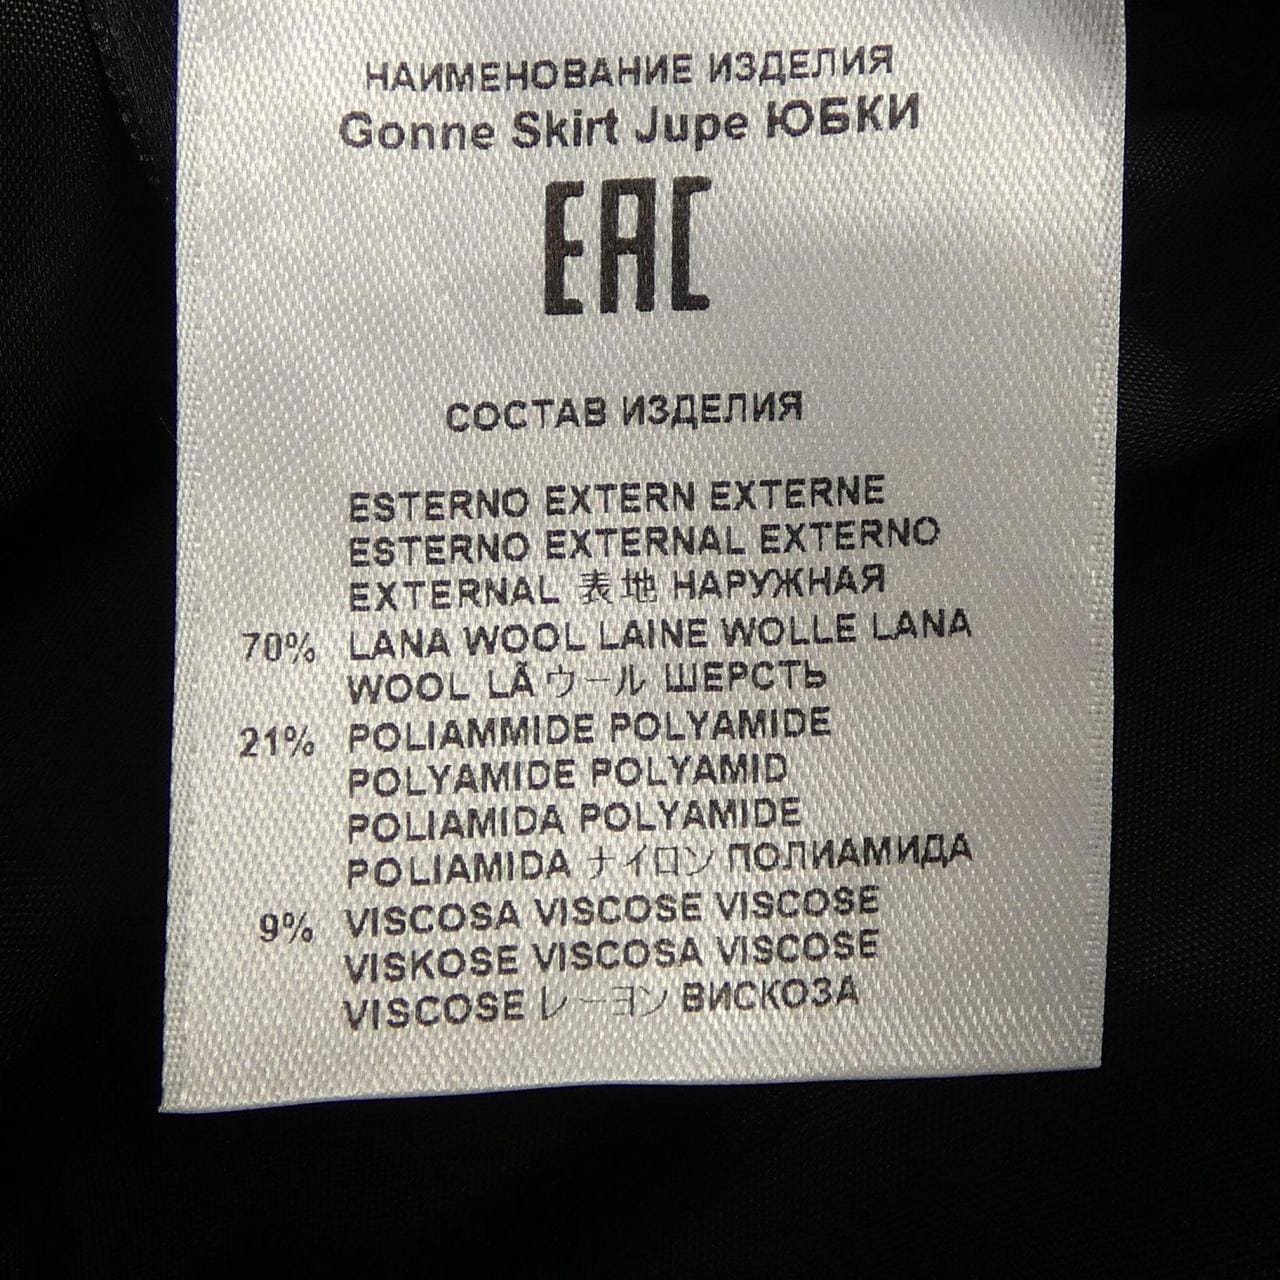 НАИМЕНОВАНИЕ ИЗДЕЛИЯ
Gonne Skirt Jupe ЮБКИ
EAC
СОСТАВ ИЗДЕЛИЯ
ESTERNO EXTERN EXTERNE
ESTERNO EXTERNAL EXTERNO
EXTERNAL 表地 НАРУЖНАЯ
70% LANA WOOL LAINE WOLLE LANA
WOOL LÃ ウール ШЕРСТЬ
21% POLIAMMIDE POLYAMIDE
POLYAMIDE POLYAMID
POLIAMIDA POLYAMIDE
POLIAMIDA ナイロン ПОЛИАМИДА
9% VISCOSA VISCOSE VISCOSE
VISKOSE VISCOSA VISCOSE
VISCOSE レーヨン ВИСКОЗА